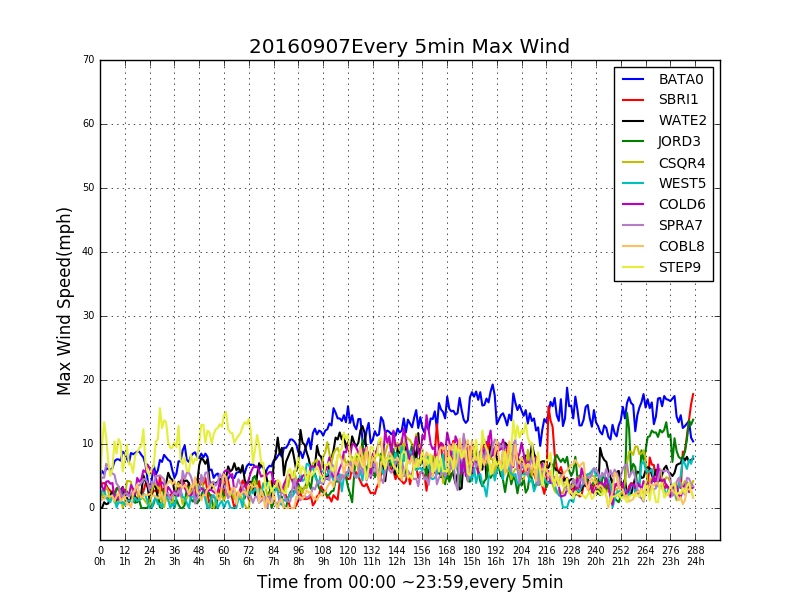 20160907Every 5min Max Wind
70
60
50
40
30
20
10
0
Max Wind Speed(mph)
BATA0
SBRI1
WATE2
JORD3
CSQR4
WEST5
COLD6
SPRA7
COBL8
STEP9
0 12 24 36 48 60 72 84 96 108 120 132 144 156 168 180 192 204 216 228 240 252 264 276 288
0h 1h 2h 3h 4h 5h 6h 7h 8h 9h 10h 11h 12h 13h 14h 15h 16h 17h 18h 19h 20h 21h 22h 23h 24h
Time from 00:00 ~23:59,every 5min